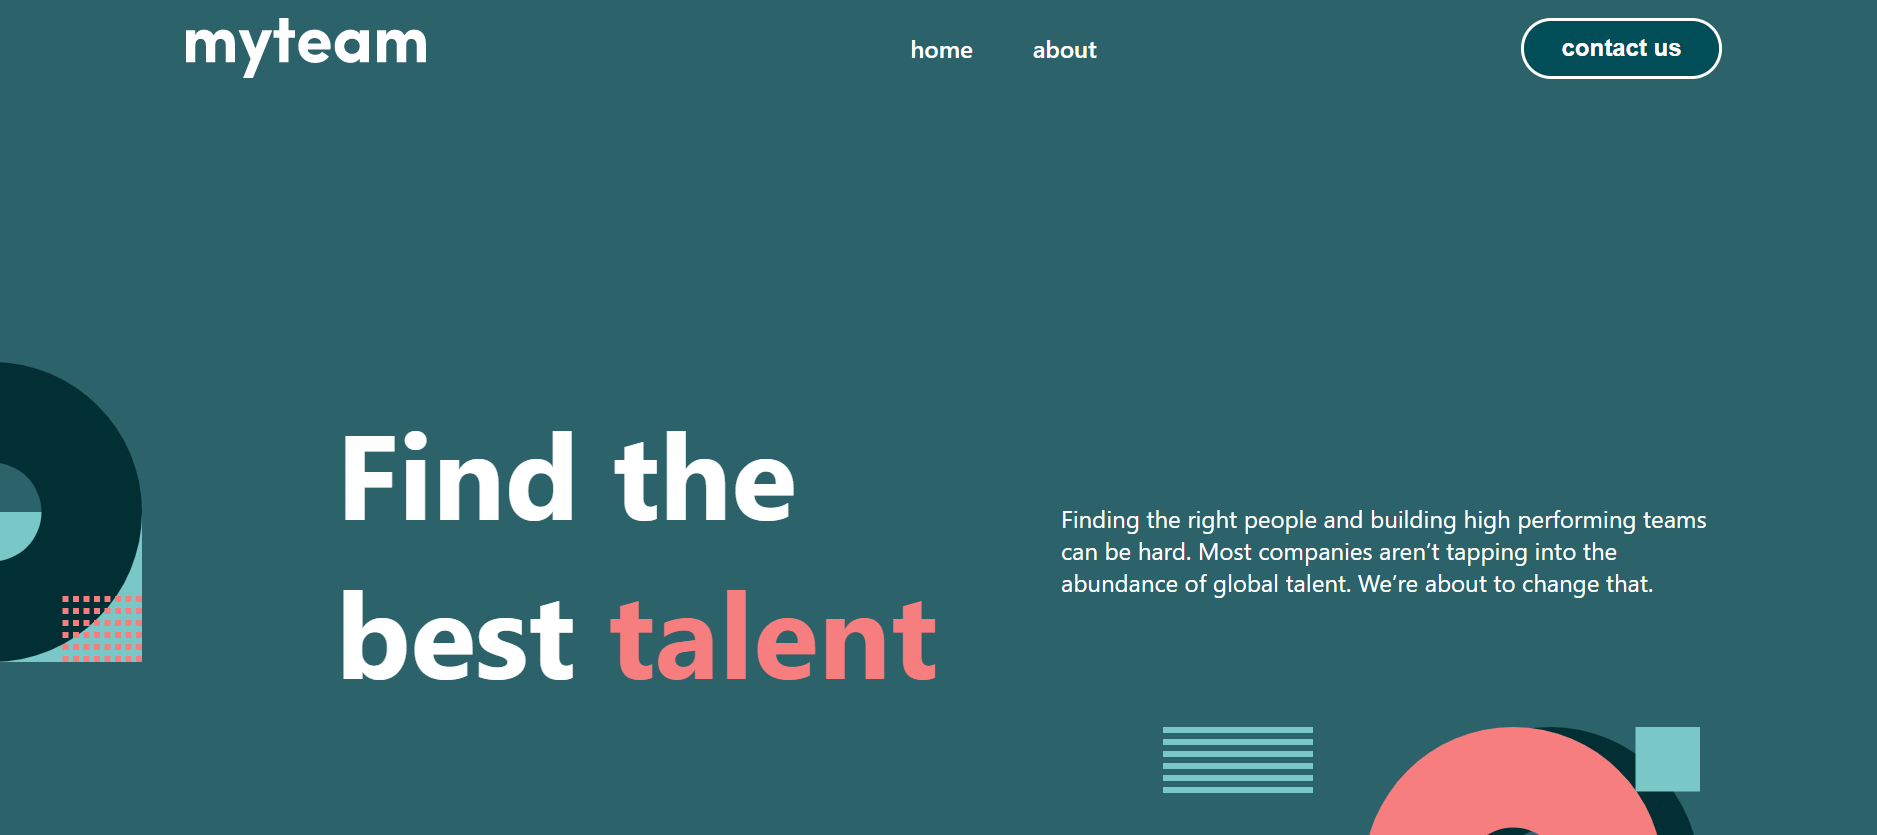 myteam
home
about
contact us
Find the
best talent
Finding the right people and building high performing teams
can be hard. Most companies aren’t tapping into the
abundance of global talent. We’re about to change that.